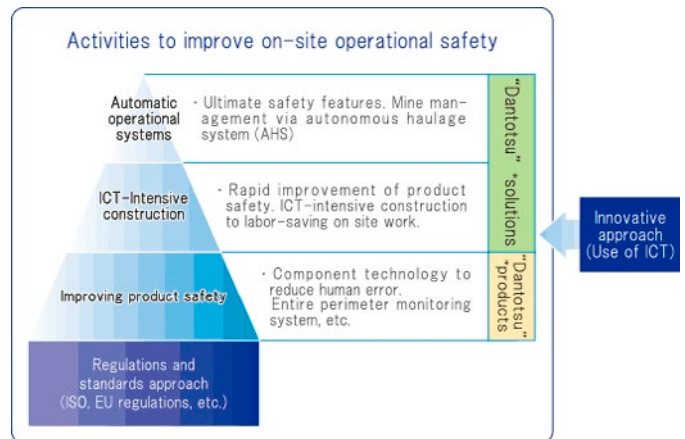 Activities to improve on-site operational safety
Automatic
operational
systems
· Ultimate safety features. Mine man-
agement via autonomous haulage
system (AHS)
ICT-Intensive
construction
· Rapid improvement of product
safety. ICT-intensive construction
to labor-saving on site work.
Improving product safety
· Component technology to
reduce human error.
Entire perimeter monitoring
system, etc.
Regulations and
standards approach
(ISO, EU regulations, etc.)
“Dantotsu” *solutions
“Dantotsu”
*products
Innovative
approach
(Use of ICT)